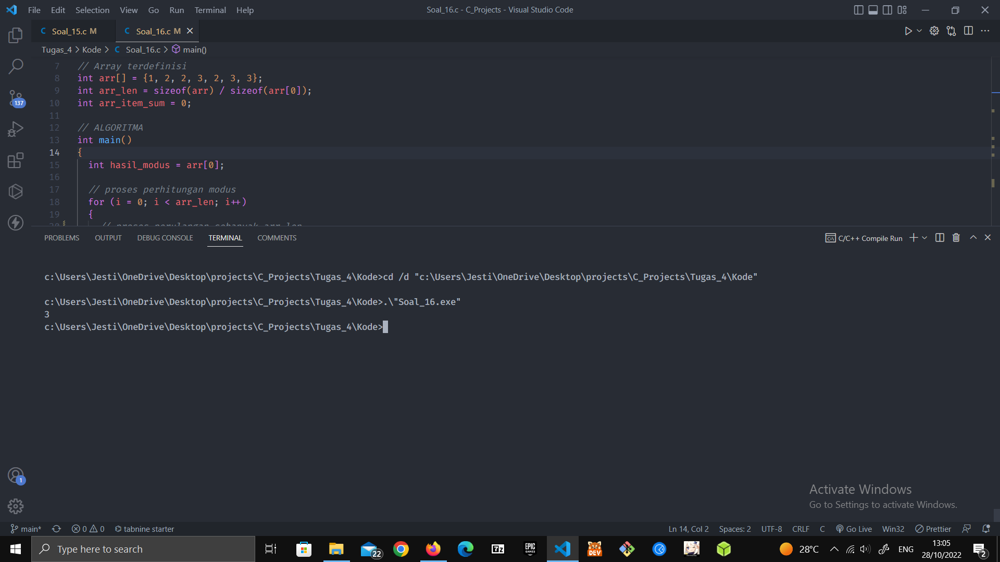 File Edit Selection View Go Run Terminal Help
Soal_16.c - C_Projects - Visual Studio Code
C Soal_15.c M
C Soal_16.c M
Tugas_4 > Kode > C Soal_16.c > main()
7 // Array terdefinisi
8 int arr[] = {1, 2, 2, 3, 2, 3, 3};
9 int arr_len = sizeof(arr) / sizeof(arr[0]);
10 int arr_item_sum = 0;
11
12 // ALGORITMA
13 int main()
14 {
15 int hasil_modus = arr[0];
16
17 // proses perhitungan modus
18 for (i = 0; i < arr_len; i++)
19 {
20 // proses perulangan sebanyak arr_len
137
PROBLEMS OUTPUT DEBUG CONSOLE TERMINAL COMMENTS
C/C++ Compile Run
c:\Users\Jesti\OneDrive\Desktop\projects\C_Projects\Tugas_4\Kode>cd /d "c:\Users\Jesti\OneDrive\Desktop\projects\C_Projects\Tugas_4\Kode"
c:\Users\Jesti\OneDrive\Desktop\projects\C_Projects\Tugas_4\Kode>.\"Soal_16.exe"
3
c:\Users\Jesti\OneDrive\Desktop\projects\C_Projects\Tugas_4\Kode>
1
Activate Windows
Go to Settings to activate Windows.
main* 0 0 tabnine starter
Ln 14, Col 2 Spaces: 2 UTF-8 CRLF C Go Live Win32 Prettier
Type here to search
22
7z
EPIC GAMES
DEV
28°C
ENG
13:05
28/10/2022
2